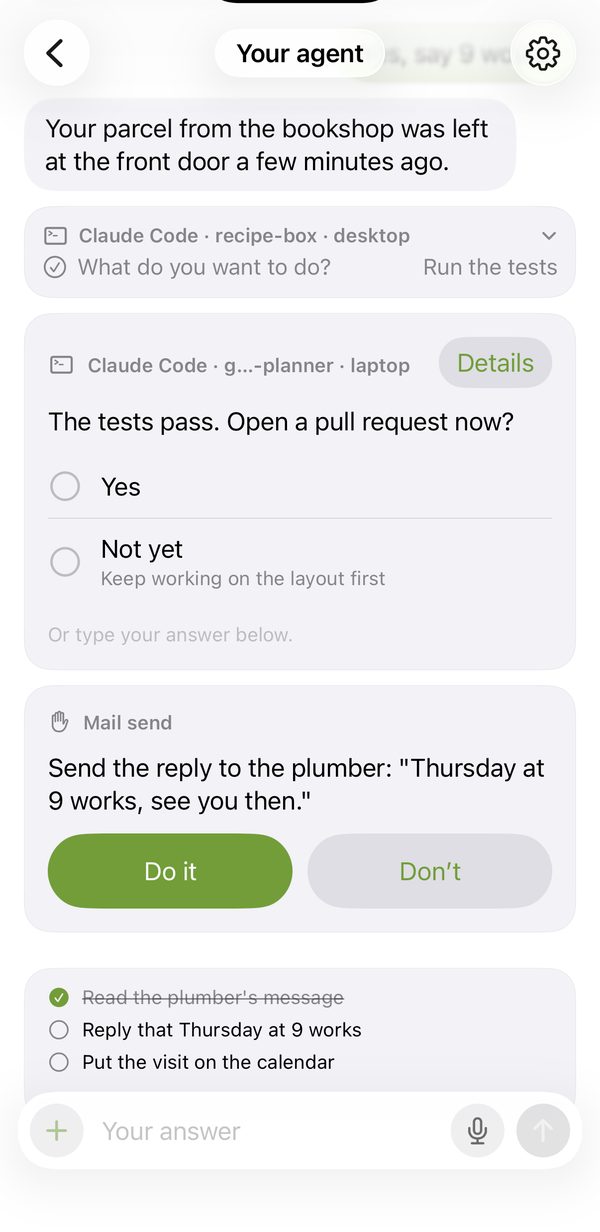 Your agent
s, say 9 wo
Your parcel from the bookshop was left
at the front door a few minutes ago.
Claude Code · recipe-box · desktop
What do you want to do? Run the tests
Claude Code · g...-planner · laptop
Details
The tests pass. Open a pull request now?
Yes
Not yet
Keep working on the layout first
Or type your answer below.
Mail send
Send the reply to the plumber: "Thursday at
9 works, see you then."
Do it
Don’t
Read the plumber's message
Reply that Thursday at 9 works
Put the visit on the calendar
Your answer